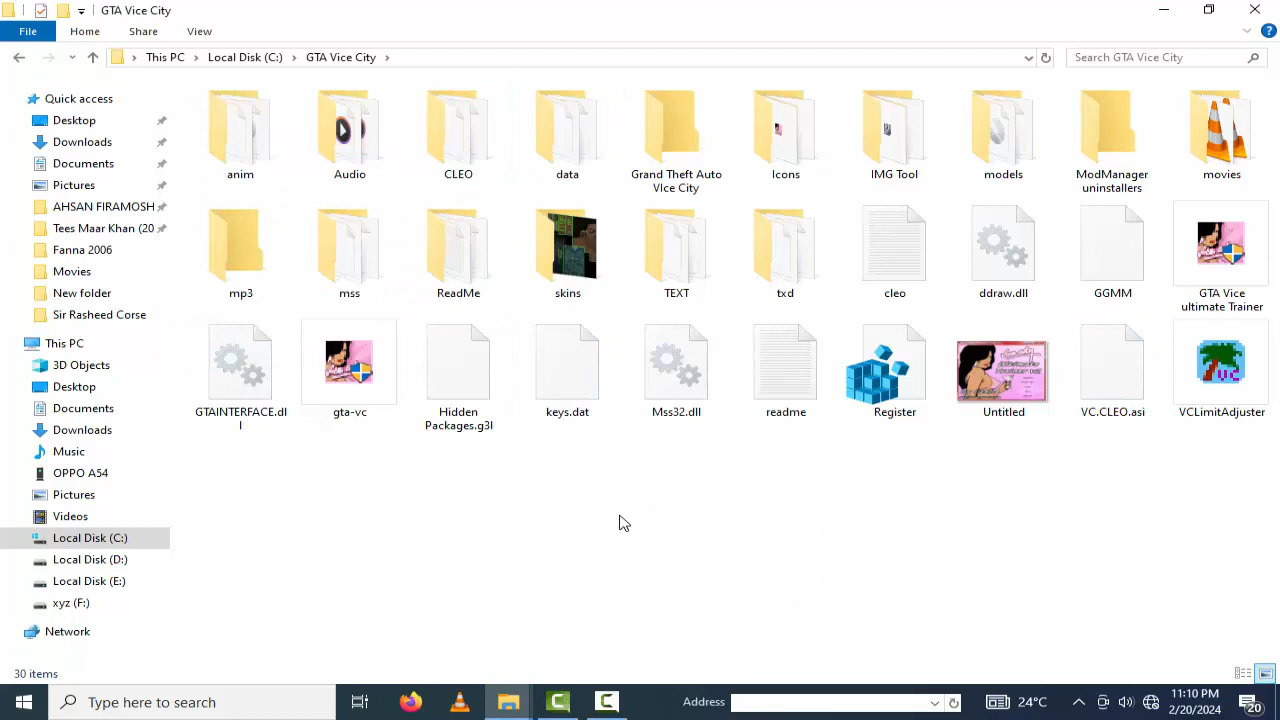 GTA Vice City
File
Home
Share
View
This PC
Local Disk (C:)
GTA Vice City
Search GTA Vice City
Quick access
Desktop
Downloads
Documents
Pictures
AHSAN FIRAMOSH
Tees Maar Khan (20
Fanna 2006
Movies
New folder
Sir Rasheed Corse
This PC
3D Objects
Desktop
Documents
Downloads
Music
OPPO A54
Pictures
Videos
Local Disk (C:)
Local Disk (D:)
Local Disk (E:)
xyz (F:)
Network
anim
Audio
CLEO
data
Grand Theft Auto
VIce City
Icons
IMG Tool
models
ModManager
uninstallers
movies
mp3
mss
ReadMe
skins
TEXT
txd
cleo
ddraw.dll
GGMM
GTA Vice
ultimate Trainer
GTAINTERFACE.dl
l
gta-vc
Hidden
Packages.g3l
keys.dat
Mss32.dll
readme
Register
Untitled
VC.CLEO.asi
VCLimitAdjuster
30 items
Type here to search
Address
24°C
11:10 PM
2/20/2024
20